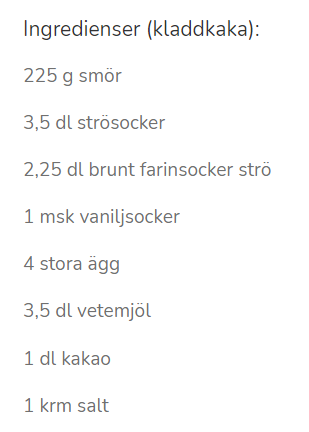 Ingredienser (kladdkaka):
225 g smör
3,5 dl strösocker
2,25 dl brunt farinsocker strö
1 msk vaniljsocker
4 stora ägg
3,5 dl vetemjöl
1 dl kakao
1 krm salt